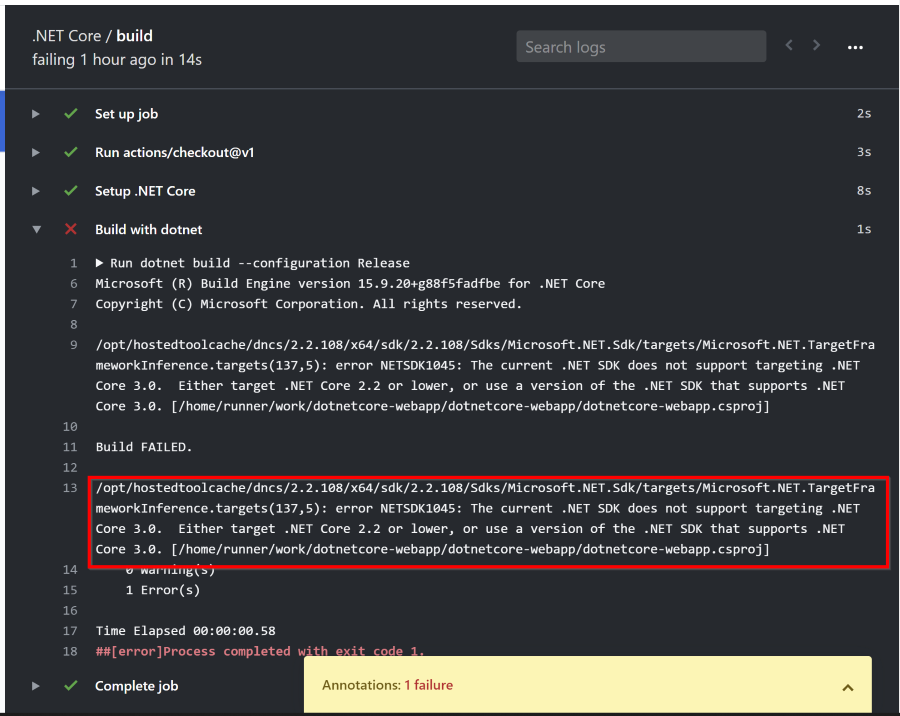 .NET Core / build
failing 1 hour ago in 14s
Search logs
Set up job 2s
Run actions/checkout@v1 3s
Setup .NET Core 8s
Build with dotnet 1s
1 Run dotnet build --configuration Release
6 Microsoft (R) Build Engine version 15.9.20+g88f5fadfbe for .NET Core
7 Copyright (C) Microsoft Corporation. All rights reserved.
8
9 /opt/hostedtoolcache/dncs/2.2.108/x64/sdk/2.2.108/Sdks/Microsoft.NET.Sdk/targets/Microsoft.NET.TargetFra
meworkInference.targets(137,5): error NETSDK1045: The current .NET SDK does not support targeting .NET
Core 3.0.  Either target .NET Core 2.2 or lower, or use a version of the .NET SDK that supports .NET
Core 3.0. [/home/runner/work/dotnetcore-webapp/dotnetcore-webapp/dotnetcore-webapp.csproj]
10
11 Build FAILED.
12
13 /opt/hostedtoolcache/dncs/2.2.108/x64/sdk/2.2.108/Sdks/Microsoft.NET.Sdk/targets/Microsoft.NET.TargetFra
meworkInference.targets(137,5): error NETSDK1045: The current .NET SDK does not support targeting .NET
Core 3.0.  Either target .NET Core 2.2 or lower, or use a version of the .NET SDK that supports .NET
Core 3.0. [/home/runner/work/dotnetcore-webapp/dotnetcore-webapp/dotnetcore-webapp.csproj]
14 0 Warning(s)
15 1 Error(s)
16
17 Time Elapsed 00:00:00.58
18 ##[error]Process completed with exit code 1.
Complete job
Annotations: 1 failure